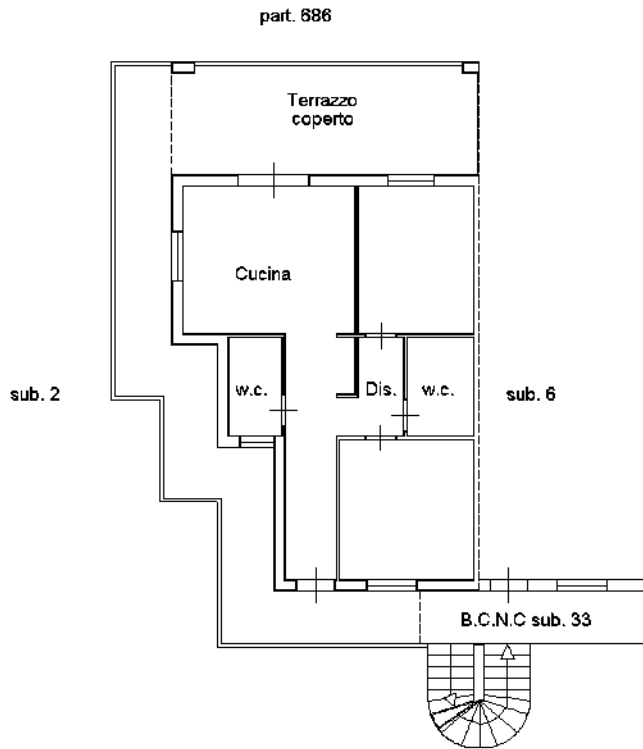 part. 686
Terrazzo
coperto
Cucina
sub. 2
w.c.
Dis.
w.c.
sub. 6
B.C.N.C sub. 33